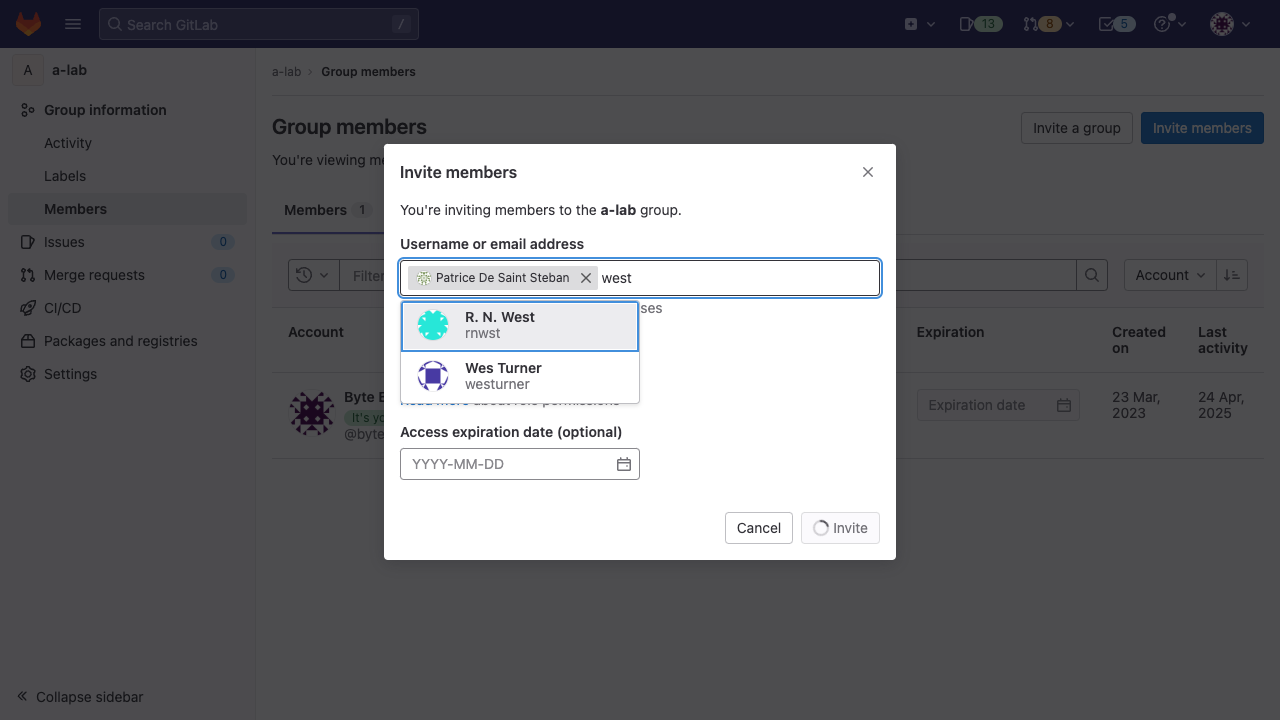 Search GitLab
/
13
8
5
A
a-lab
Group information
Activity
Labels
Members
Issues
0
Merge requests
0
CI/CD
Packages and registries
Settings
Collapse sidebar
a-lab
Group members
Group members
Invite a group
Invite members
You're viewing
Members 1
Filter
Account
Account
Expiration
Created on
Last activity
Byte
It's
@byte
Expiration date
23 Mar, 2023
24 Apr, 2025
Invite members
You're inviting members to the a-lab group.
Username or email address
Patrice De Saint Steban
west
R. N. West
rnwst
Wes Turner
westurner
Read more about role permissions
Access expiration date (optional)
YYYY-MM-DD
Cancel
Invite